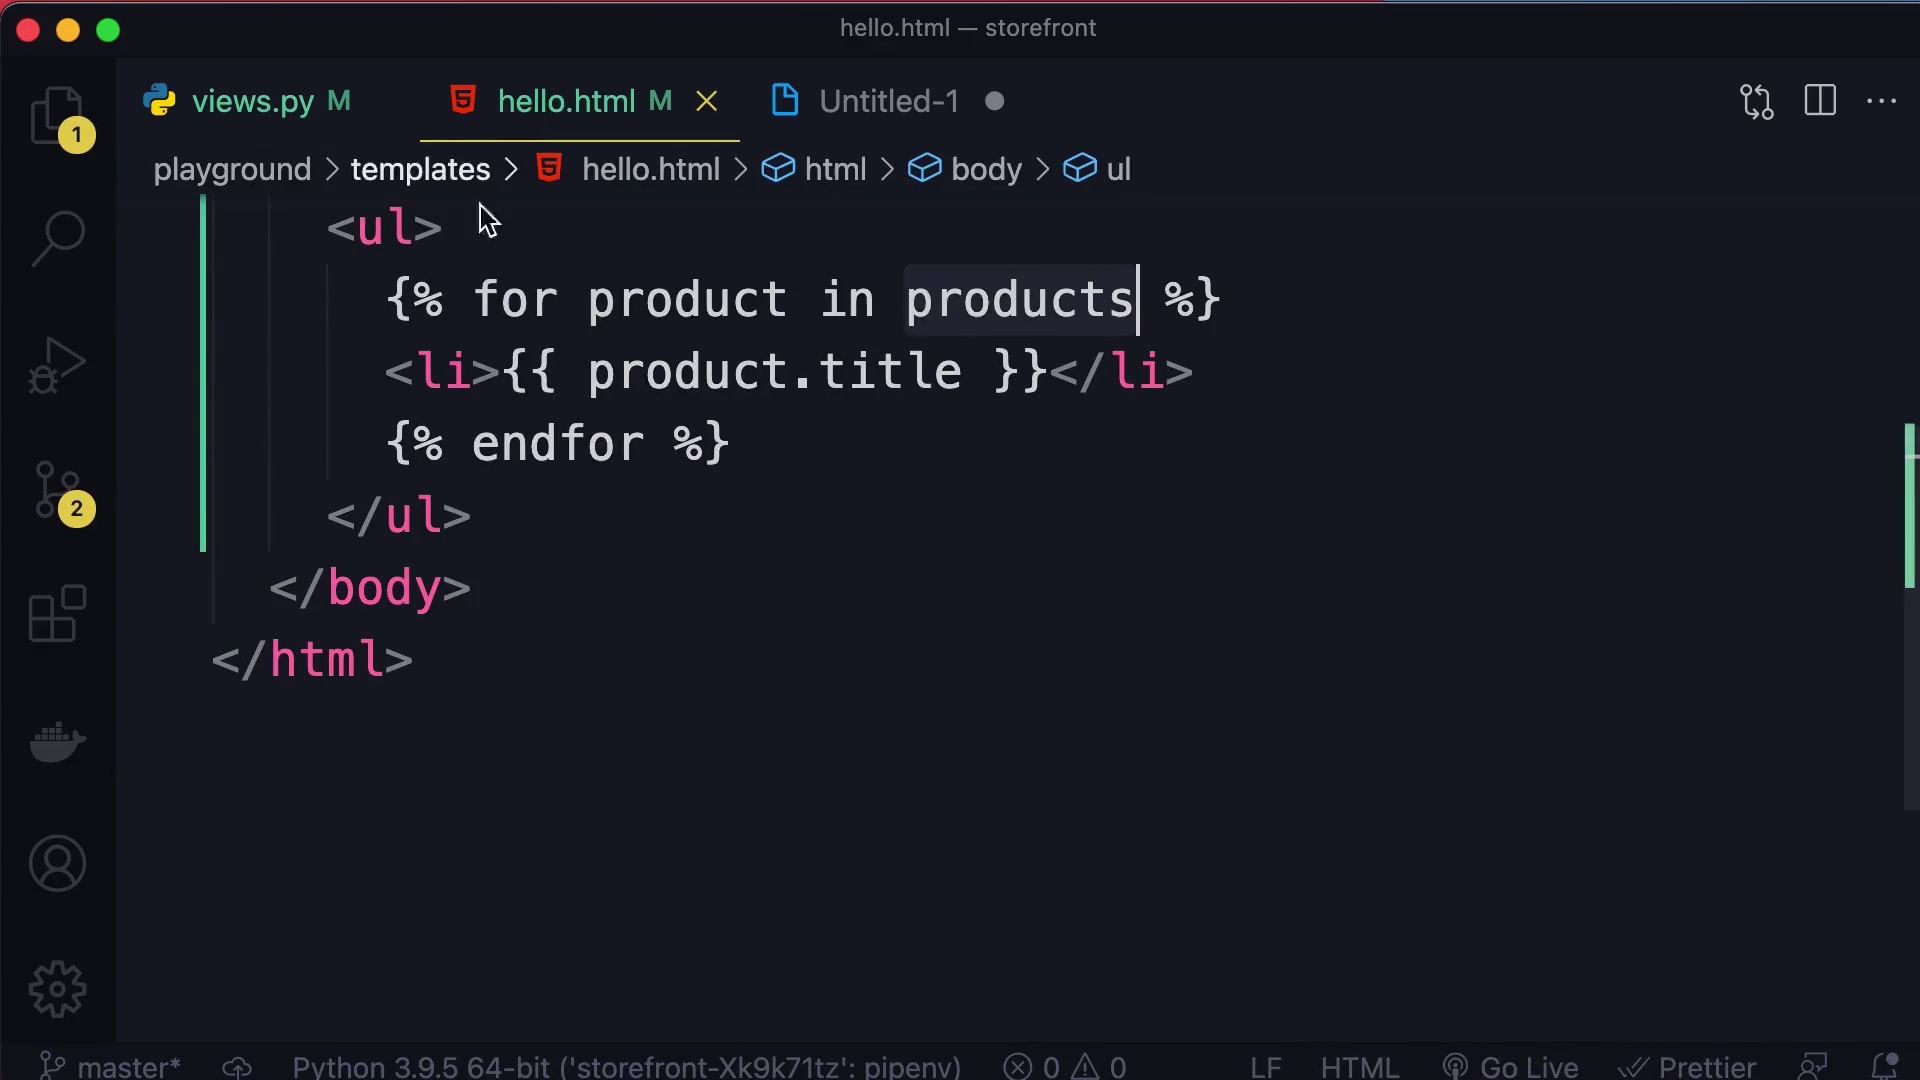 hello.html — storefront
views.py M
hello.html M
Untitled-1
playground > templates > hello.html > html > body > ul
1
<ul>
{% for product in products %}
<li>{{ product.title }}</li>
{% endfor %}
</ul>
2
</body>
</html>
master* Python 3.9.5 64-bit ('storefront-Xk9k71tz': pipenv) 0 0 LF HTML Go Live Prettier